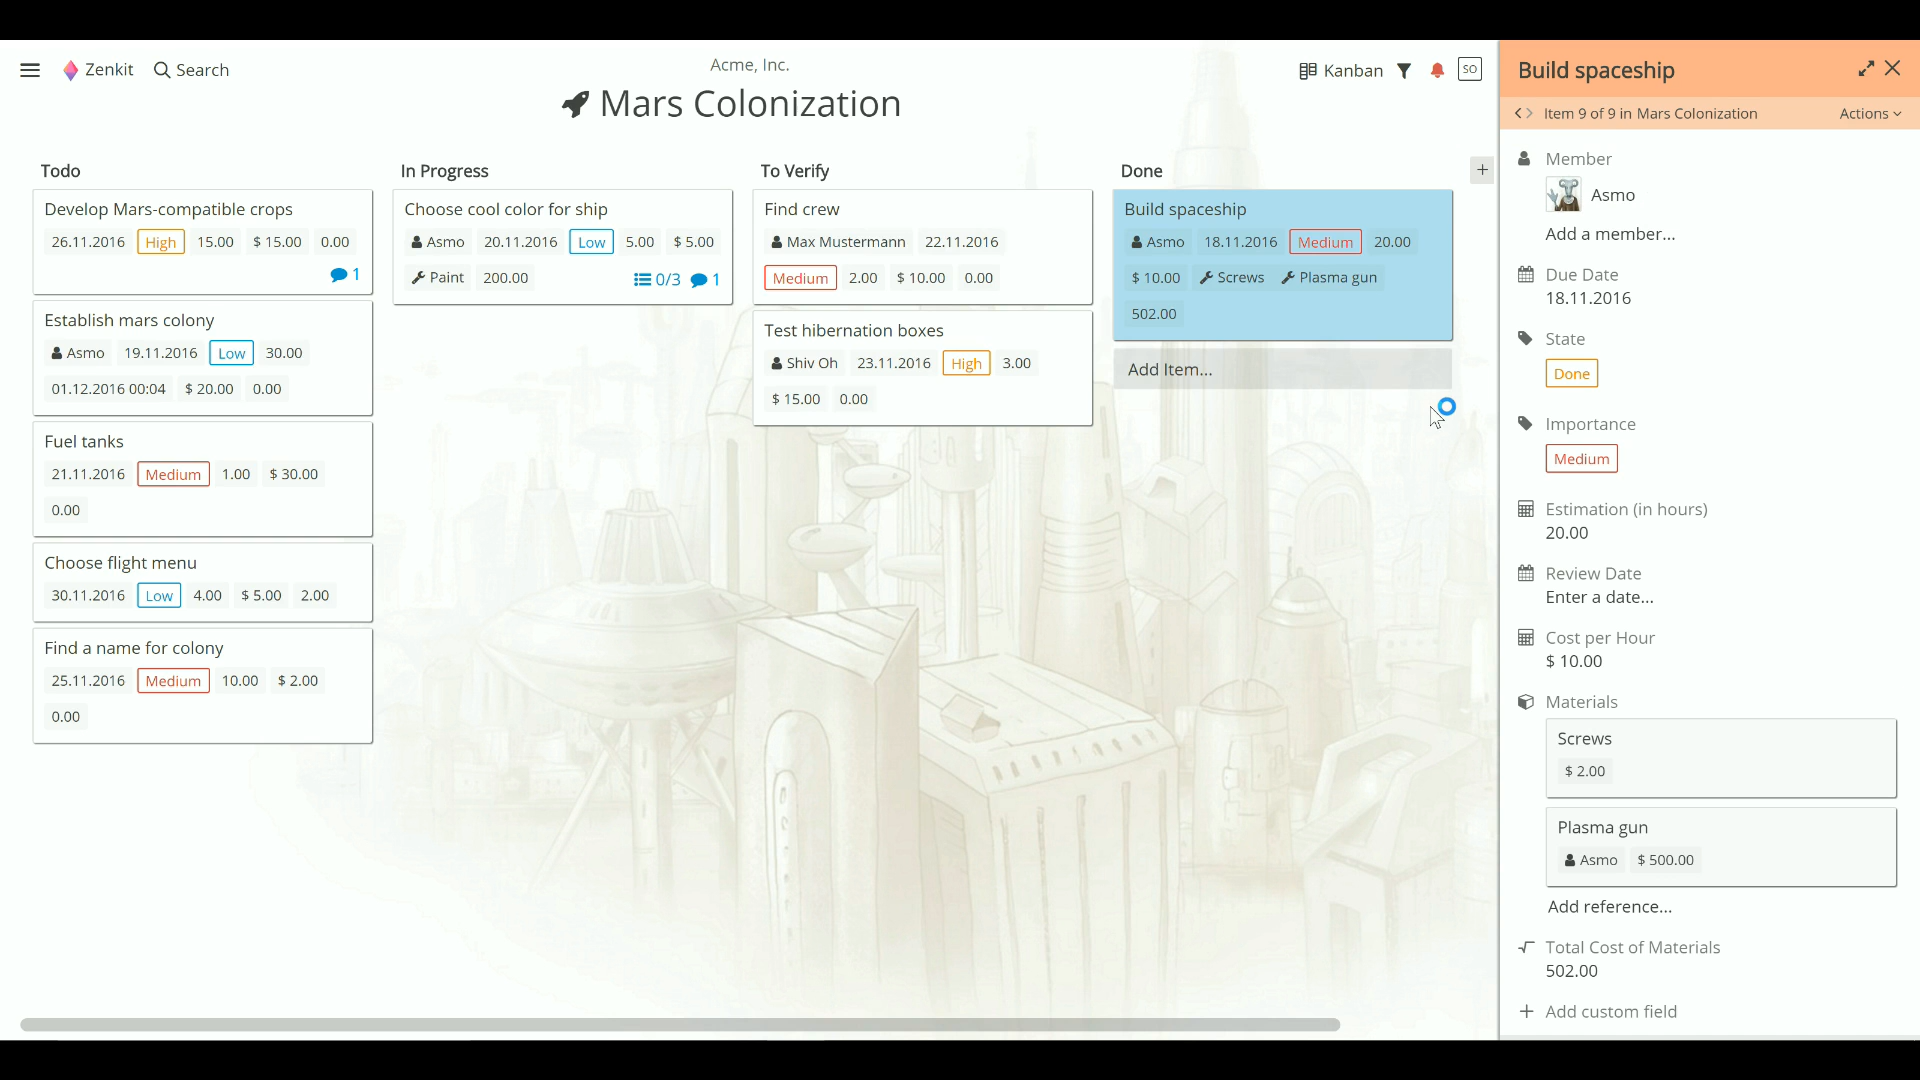 Zenkit
Search
Acme, Inc.
Mars Colonization
Kanban
SO
Todo
Develop Mars-compatible crops
26.11.2016 High 15.00 $ 15.00 0.00
1
Establish mars colony
Asmo 19.11.2016 Low 30.00
01.12.2016 00:04 $ 20.00 0.00
Fuel tanks
21.11.2016 Medium 1.00 $ 30.00
0.00
Choose flight menu
30.11.2016 Low 4.00 $ 5.00 2.00
Find a name for colony
25.11.2016 Medium 10.00 $ 2.00
0.00
In Progress
Choose cool color for ship
Asmo 20.11.2016 Low 5.00 $ 5.00
Paint 200.00 0/3 1
To Verify
Find crew
Max Mustermann 22.11.2016
Medium 2.00 $ 10.00 0.00
Test hibernation boxes
Shiv Oh 23.11.2016 High 3.00
$ 15.00 0.00
Done
Build spaceship
Asmo 18.11.2016 Medium 20.00
$ 10.00 Screws Plasma gun
502.00
Add Item...
+
Build spaceship
Item 9 of 9 in Mars Colonization Actions
Member
Asmo
Add a member...
Due Date
18.11.2016
State
Done
Importance
Medium
Estimation (in hours)
20.00
Review Date
Enter a date...
Cost per Hour
$ 10.00
Materials
Screws
$ 2.00
Plasma gun
Asmo $ 500.00
Add reference...
Total Cost of Materials
502.00
+ Add custom field